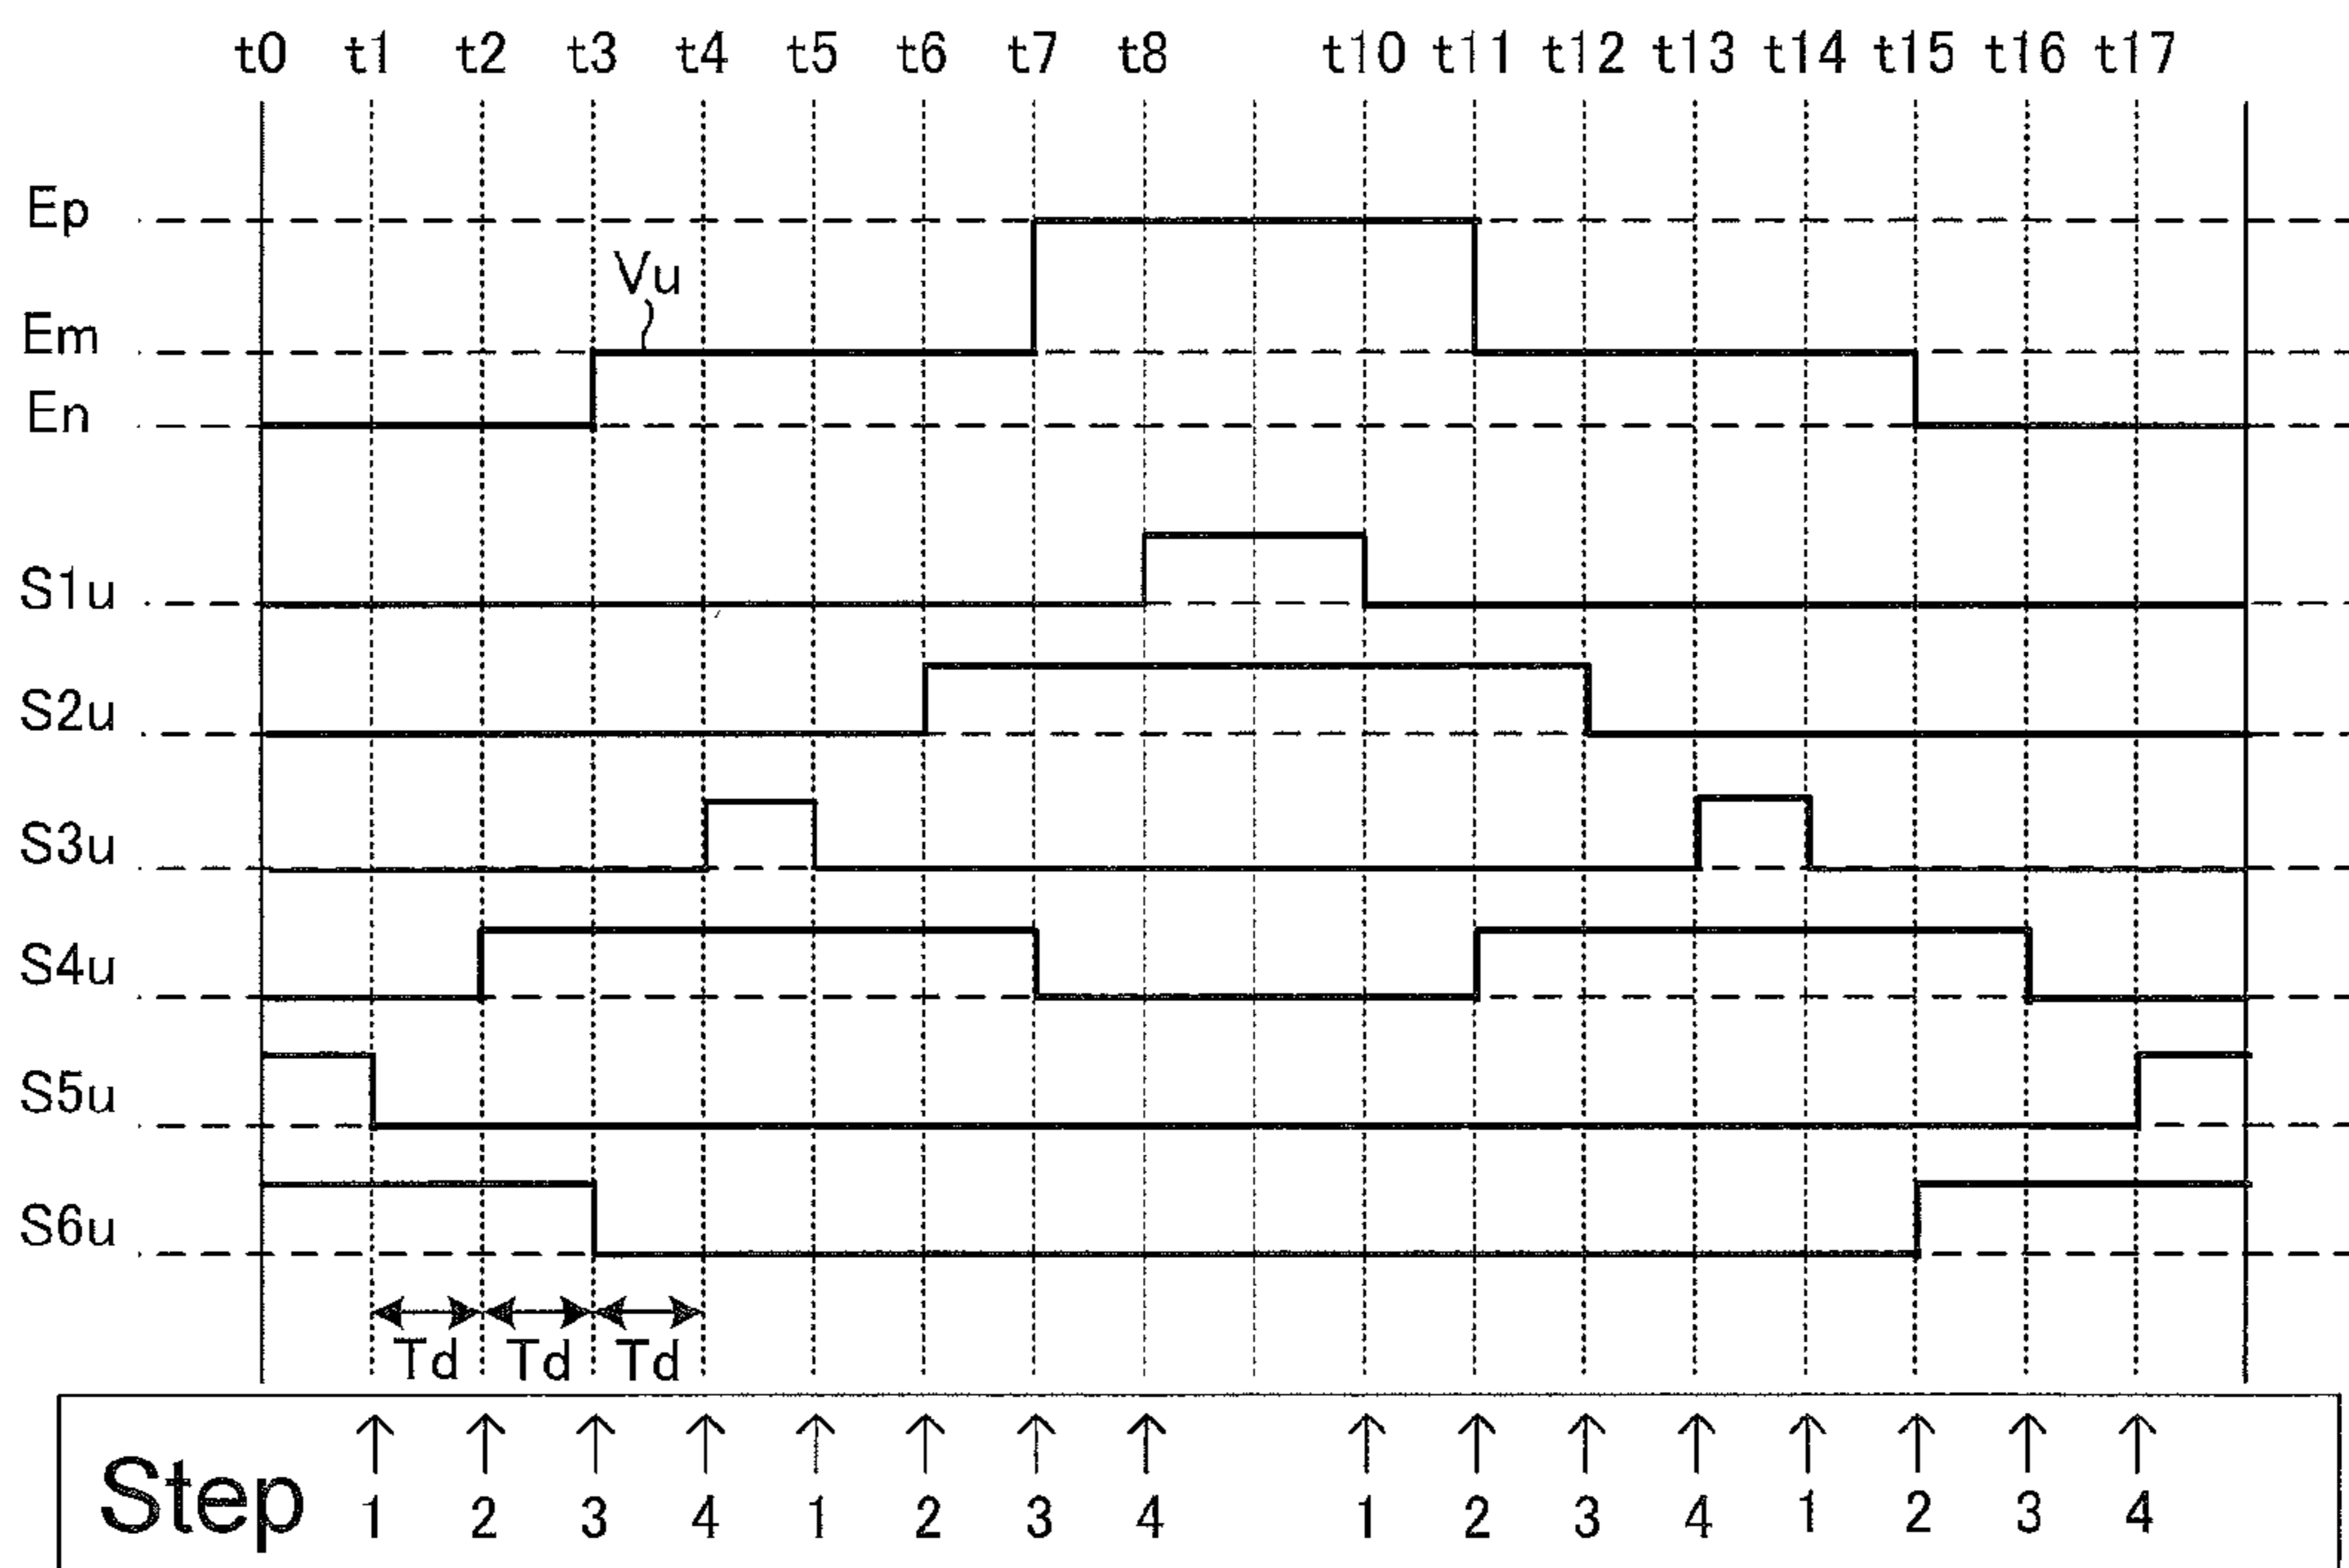 t0 t1 t2 t3 t4 t5 t6 t7 t8 t10 t11 t12 t13 t14 t15 t16 t17
Ep
Vu
Em
En
S1u
S2u
S3u
S4u
S5u
S6u
Td Td Td
Step 1 2 3 4 1 2 3 4 1 2 3 4 1 2 3 4